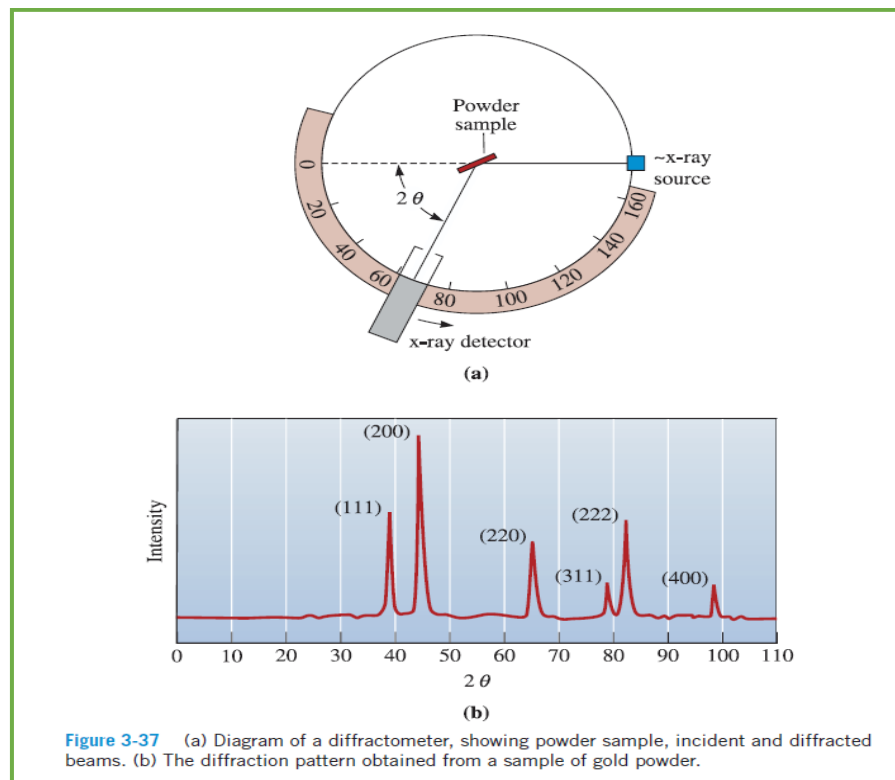 Powder
sample
~x-ray
source
2 θ
0
20
40
60
80
100
120
140
160
x-ray detector
(a)
Intensity
(111)
(200)
(220)
(311)
(222)
(400)
0 10 20 30 40 50 60 70 80 90 100 110
2 θ
(b)
Figure 3-37 (a) Diagram of a diffractometer, showing powder sample, incident and diffracted
beams. (b) The diffraction pattern obtained from a sample of gold powder.